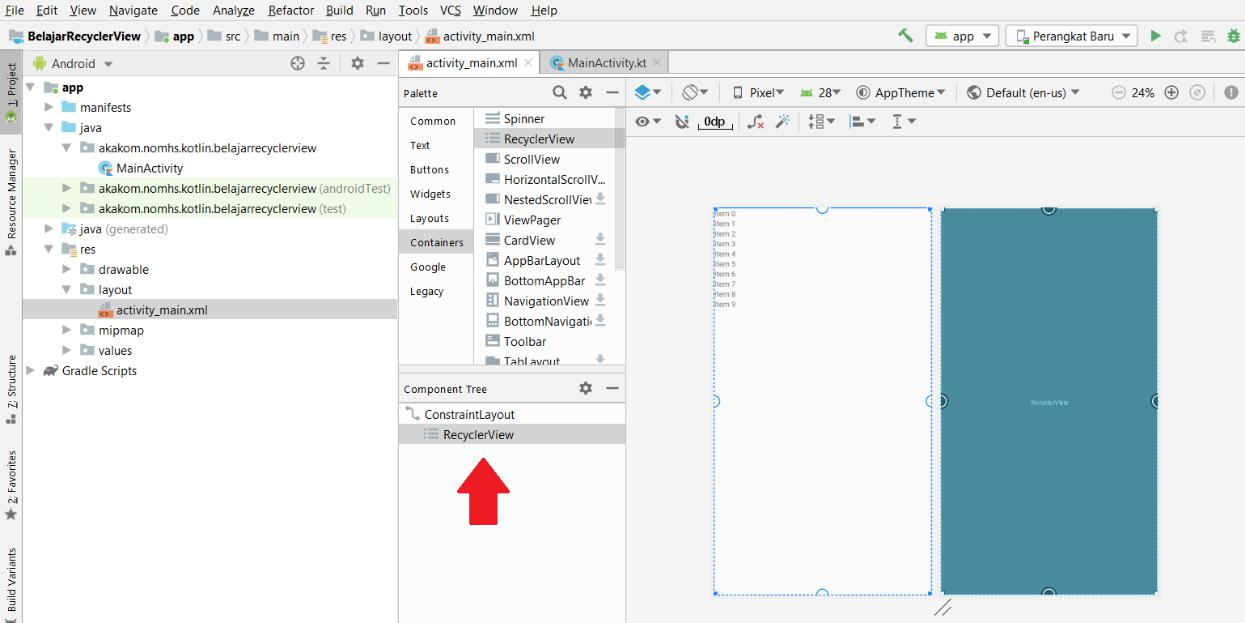 File Edit View Navigate Code Analyze Refactor Build Run Tools VCS Window Help
BelajarRecyclerView app src main res layout activity_main.xml app Perangkat Baru
1: Project
Resource Manager
7: Structure
2: Favorites
Build Variants
Android
app
manifests
java
akakom.nomhs.kotlin.belajarrecyclerview
MainActivity
akakom.nomhs.kotlin.belajarrecyclerview (androidTest)
akakom.nomhs.kotlin.belajarrecyclerview (test)
java (generated)
res
drawable
layout
activity_main.xml
mipmap
values
Gradle Scripts
activity_main.xml MainActivity.kt
Palette
Common
Text
Buttons
Widgets
Layouts
Containers
Google
Legacy
Spinner
RecyclerView
ScrollView
HorizontalScrollV...
NestedScrollView
ViewPager
CardView
AppBarLayout
BottomAppBar
NavigationView
BottomNavigati
Toolbar
TabLayout
Component Tree
ConstraintLayout
RecyclerView
Pixel 28 AppTheme Default (en-us) 24%
0dp
Item 0
Item 1
Item 2
Item 3
Item 4
Item 5
Item 6
Item 7
Item 8
Item 9
RecyclerView